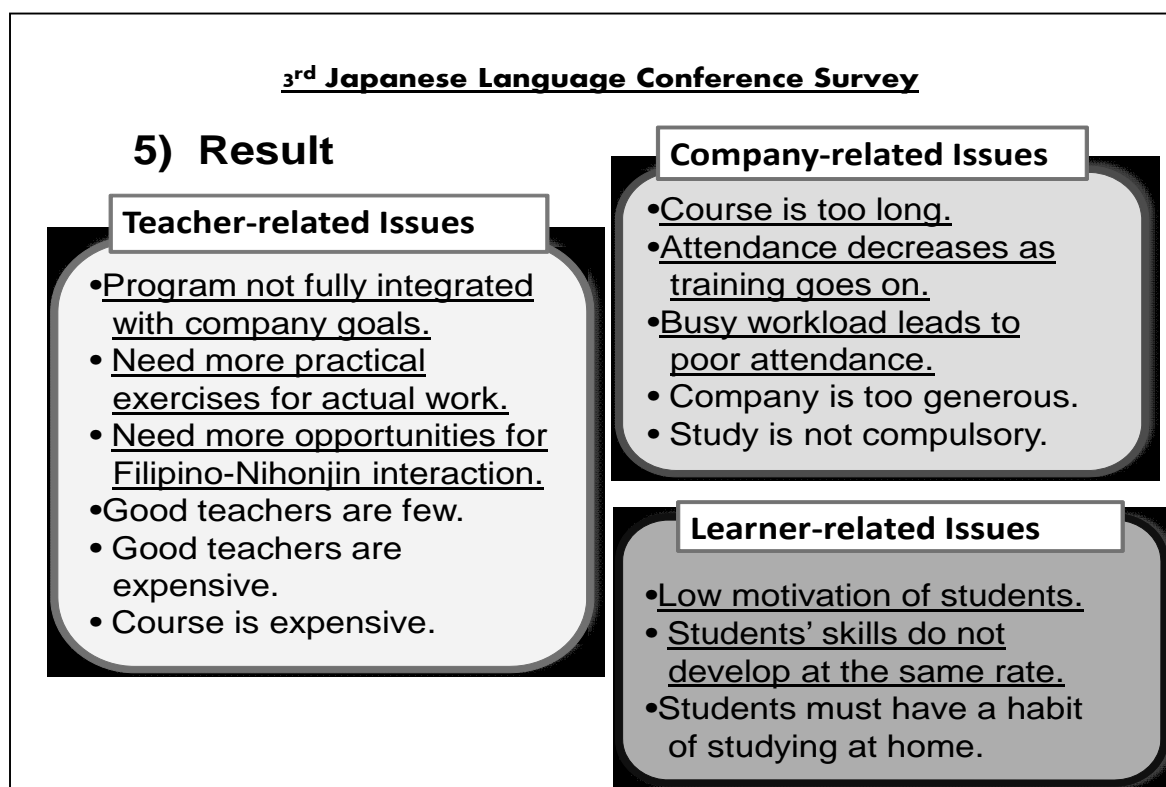 3rd Japanese Language Conference Survey
5) Result
Teacher-related Issues
•Program not fully integrated
with company goals.
• Need more practical
exercises for actual work.
• Need more opportunities for
Filipino-Nihonjin interaction.
•Good teachers are few.
• Good teachers are
expensive.
• Course is expensive.
Company-related Issues
•Course is too long.
•Attendance decreases as
training goes on.
•Busy workload leads to
poor attendance.
• Company is too generous.
• Study is not compulsory.
Learner-related Issues
•Low motivation of students.
• Students’ skills do not
develop at the same rate.
•Students must have a habit
of studying at home.